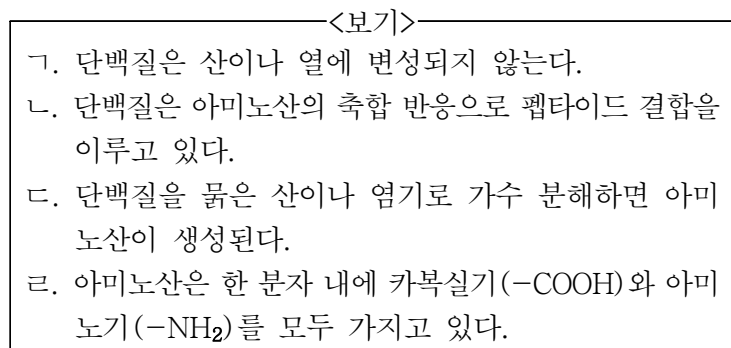 <보기>
ㄱ. 단백질은 산이나 열에 변성되지 않는다.
ㄴ. 단백질은 아미노산의 축합 반응으로 펩타이드 결합을
이루고 있다.
ㄷ. 단백질을 묽은 산이나 염기로 가수 분해하면 아미
노산이 생성된다.
ㄹ. 아미노산은 한 분자 내에 카복실기(-COOH)와 아미
노기(-NH₂)를 모두 가지고 있다.